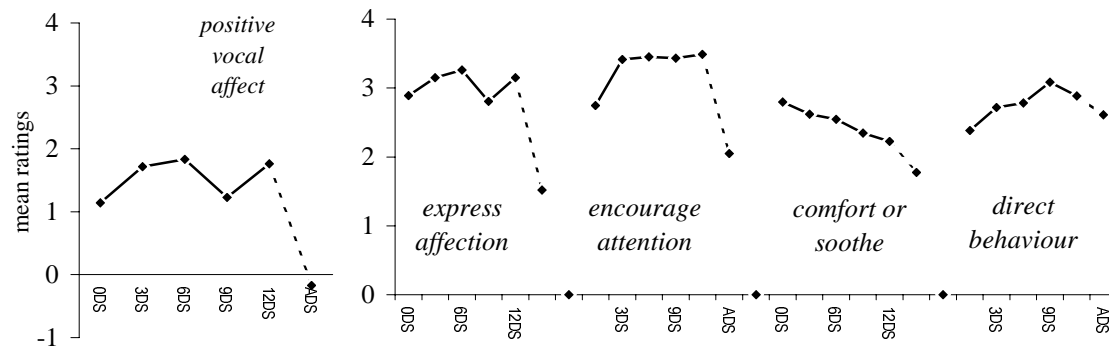 4
3
2
1
0
-1
mean ratings
positive
vocal
affect
0DS
3DS
6DS
9DS
12DS
ADS
4
3
2
1
0
express
affection
encourage
attention
comfort or
soothe
direct
behaviour
0DS
6DS
12DS
3DS
9DS
ADS
0DS
6DS
12DS
3DS
9DS
ADS